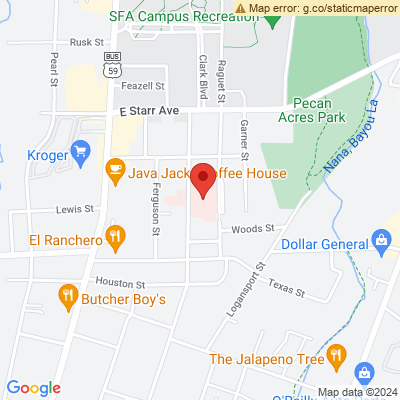 Map error: g.co/staticmaperror
SFA Campus Recreation
Rusk St
Pearl St
BUS
59
Feazell St
Clark Blvd
Raguet St
E Starr Ave
Garner St
Pecan
Acres Park
Nana, Bayou La
Kroger
Java Jack
ffee House
Lewis St
Ferguson St
El Ranchero
Woods St
Dollar General
Houston St
Logansport St
Texas St
Butcher Boy's
The Jalapeno Tree
Google
Map data ©2024